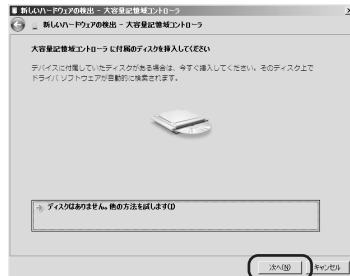 新しいハードウェアの検出 - 大容量記憶域コントローラ
新しいハードウェアの検出 - 大容量記憶域コントローラ
大容量記憶域コントローラ に付属のディスクを挿入してください
デバイスに付属していたディスクがある場合は、今すぐ挿入してください。そのディスク上で
ドライバ ソフトウェアが自動的に検索されます。
ディスクはありません。他の方法を試します(I)
次へ(N) キャンセル